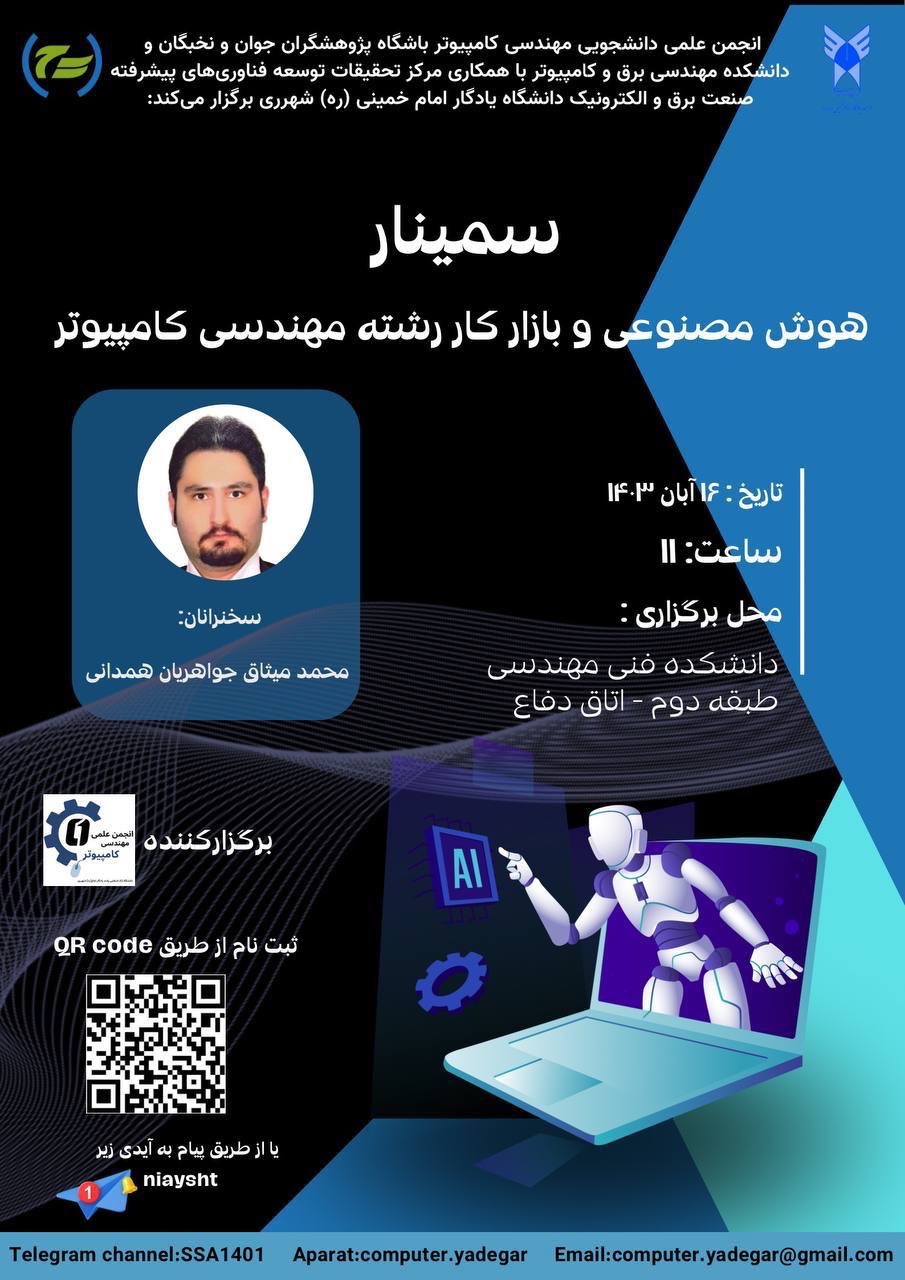 انجمن علمی دانشجویی مهندسی کامپیوتر باشگاه پژوهشگران جوان و نخبگان و
دانشکده مهندسی برق و کامپیوتر با همکاری مرکز تحقیقات توسعه فناوری‌های پیشرفته
صنعت برق و الکترونیک دانشگاه یادگار امام خمینی (ره) شهرری برگزار می‌کند:
سمینار
هوش مصنوعی و بازار کار رشته مهندسی کامپیوتر
تاریخ : ۱۶ آبان ۱۴۰۳
ساعت: ۱۱
محل برگزاری :
دانشکده فنی مهندسی
طبقه دوم - اتاق دفاع
سخنرانان:
محمد میثاق جواهریان همدانی
برگزارکننده
انجمن علمی
مهندسی
کامپیوتر
AI
ثبت نام از طریق QR code
یا از طریق پیام به آیدی زیر
niaysht
1
Telegram channel:SSA1401 Aparat:computer.yadegar Email:computer.yadegar@gmail.com